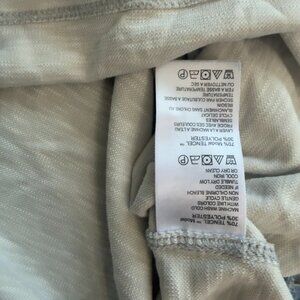 70% TENCEL™ Modal
30% POLYESTER
MACHINE WASH COLD
WITH LIKE COLORS
GENTLE CYCLE
NON-CHLORINE BLEACH
IF NEEDED
TUMBLE DRY LOW
COOL IRON
OR DRY CLEAN
70% TENCEL™ Modal
30% POLYESTER
LAVER A LA MACHINE A L'EAU
FROIDE AVEC DES COULEURS
SEMBLABLES
CYCLE DELICAT
BLANCHIMENT SANS CHLORE AU
SECHER PAR CULBUTAGE A BASSE
TEMPERATURE
FER A BASSE TEMPERATURE
OU NETTOYER A SEC